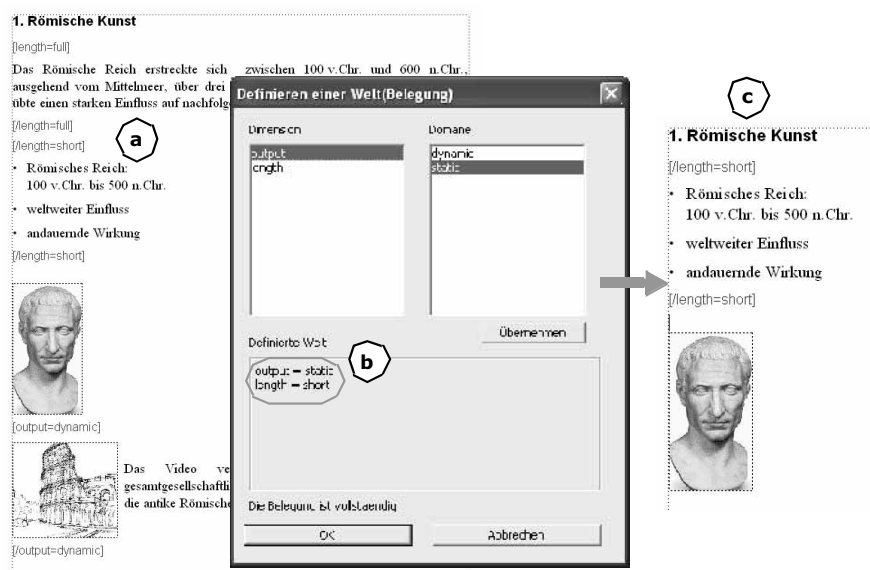 1. Römische Kunst
[length=full]
Das Römische Reich erstreckte sich zwischen 100 v.Chr. und 600 n.Chr.,
ausgehend vom Mittelmeer, über drei
übte einen starken Einfluss auf nachfolg
[/length=full]
[/length=short]
a
• Römisches Reich:
100 v.Chr. bis 500 n.Chr.
• weltweiter Einfluss
• andauernde Wirkung
[/length=short]
[output=dynamic]
Das Video ve
gesamtgesellschaftli
die antike Römische
[/output=dynamic]
Definieren einer Welt(Belegung)
Dimension
Domäne
output
length
dynamic
static
Übernehmen
Definierte Welt
b
output = static
length = short
Die Belegung ist vollstaendig
OK
Abbrechen
c
1. Römische Kunst
[/length=short]
• Römisches Reich:
100 v.Chr. bis 500 n.Chr.
• weltweiter Einfluss
• andauernde Wirkung
[/length=short]